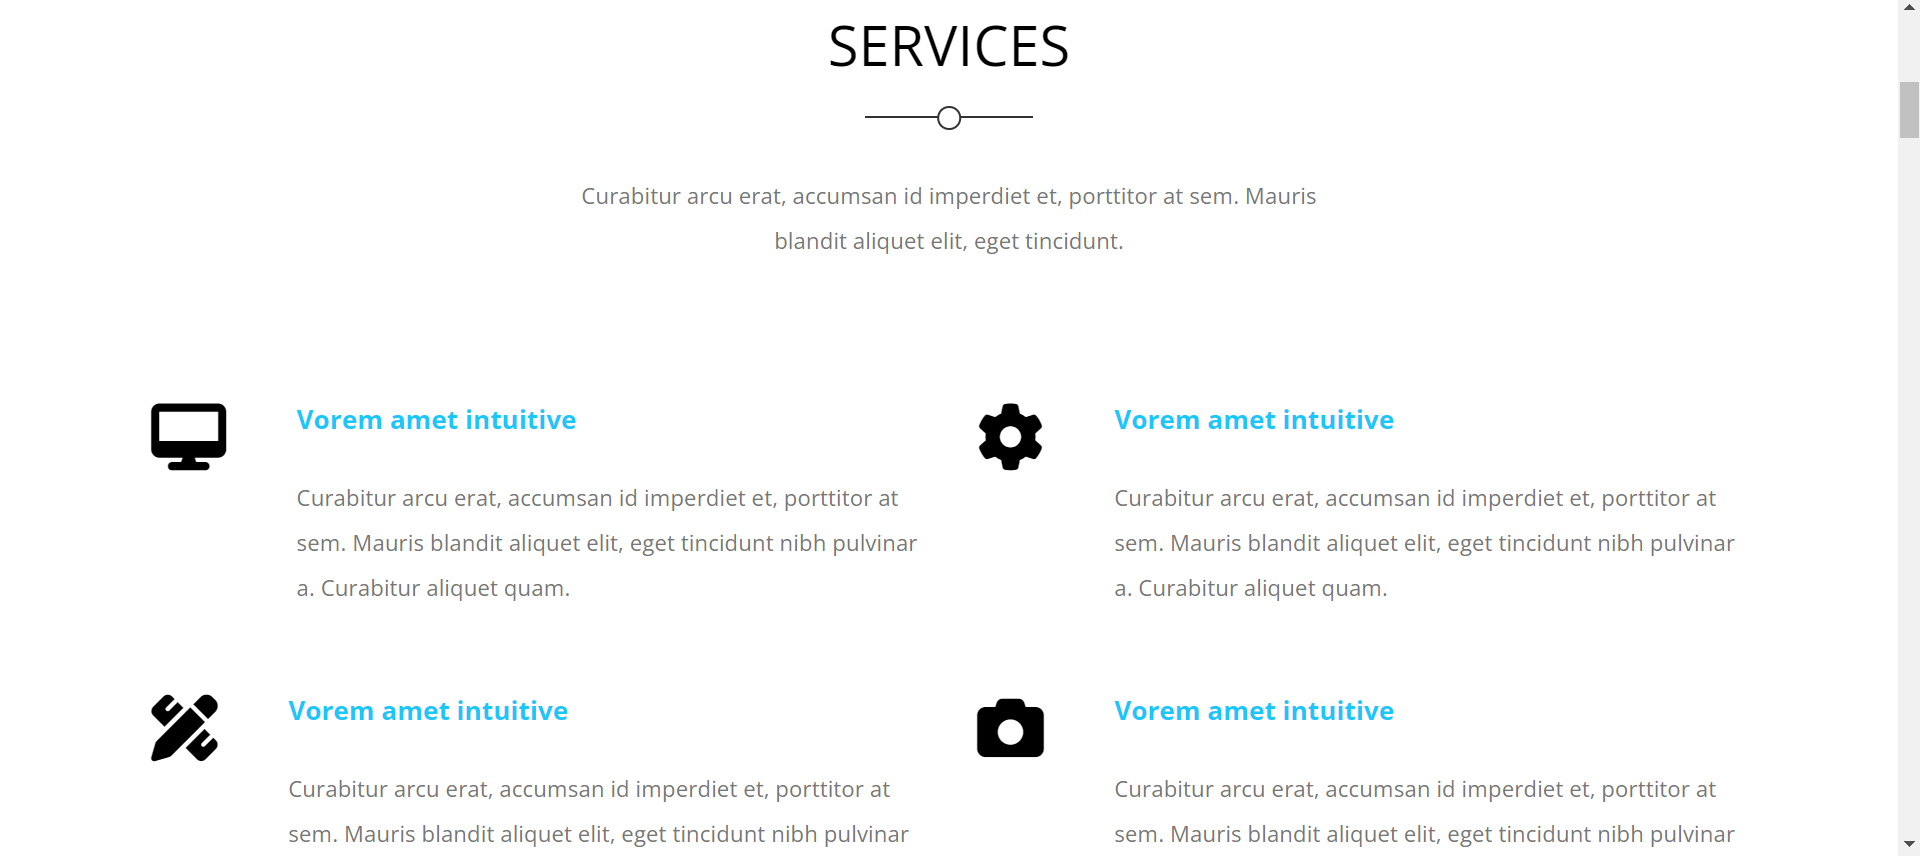 SERVICES
Curabitur arcu erat, accumsan id imperdiet et, porttitor at sem. Mauris
blandit aliquet elit, eget tincidunt.
Vorem amet intuitive
Curabitur arcu erat, accumsan id imperdiet et, porttitor at
sem. Mauris blandit aliquet elit, eget tincidunt nibh pulvinar
a. Curabitur aliquet quam.
Vorem amet intuitive
Curabitur arcu erat, accumsan id imperdiet et, porttitor at
sem. Mauris blandit aliquet elit, eget tincidunt nibh pulvinar
a. Curabitur aliquet quam.
Vorem amet intuitive
Curabitur arcu erat, accumsan id imperdiet et, porttitor at
sem. Mauris blandit aliquet elit, eget tincidunt nibh pulvinar
Vorem amet intuitive
Curabitur arcu erat, accumsan id imperdiet et, porttitor at
sem. Mauris blandit aliquet elit, eget tincidunt nibh pulvinar